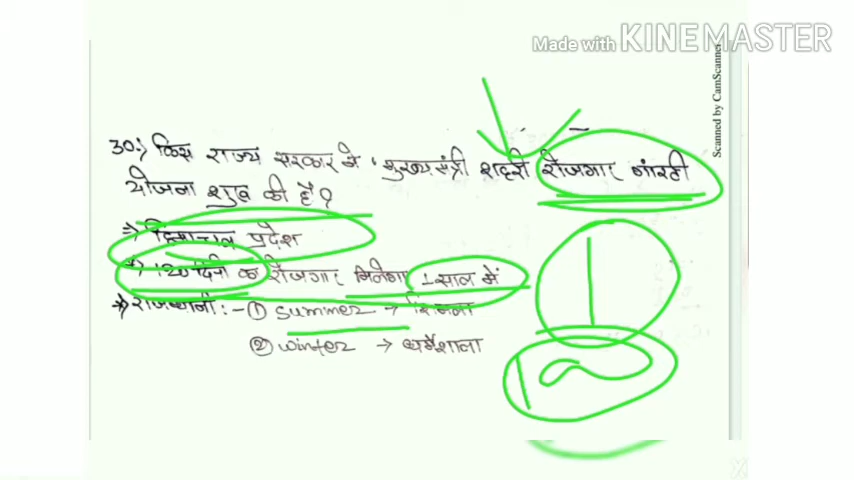 Made with KINEMASTER
Scanned by CamScanner
30:) किस राज्य सरकार ने 'मुख्यमंत्री शहरी रोजगार गारंटी
योजना शुरू की है?
⇒ हिमाचल प्रदेश
→ 120 दिनो का रोजगार मिलेगा 1 साल में
→ राजधानी :- ① Summer → शिमला
② winter → धर्मशाला